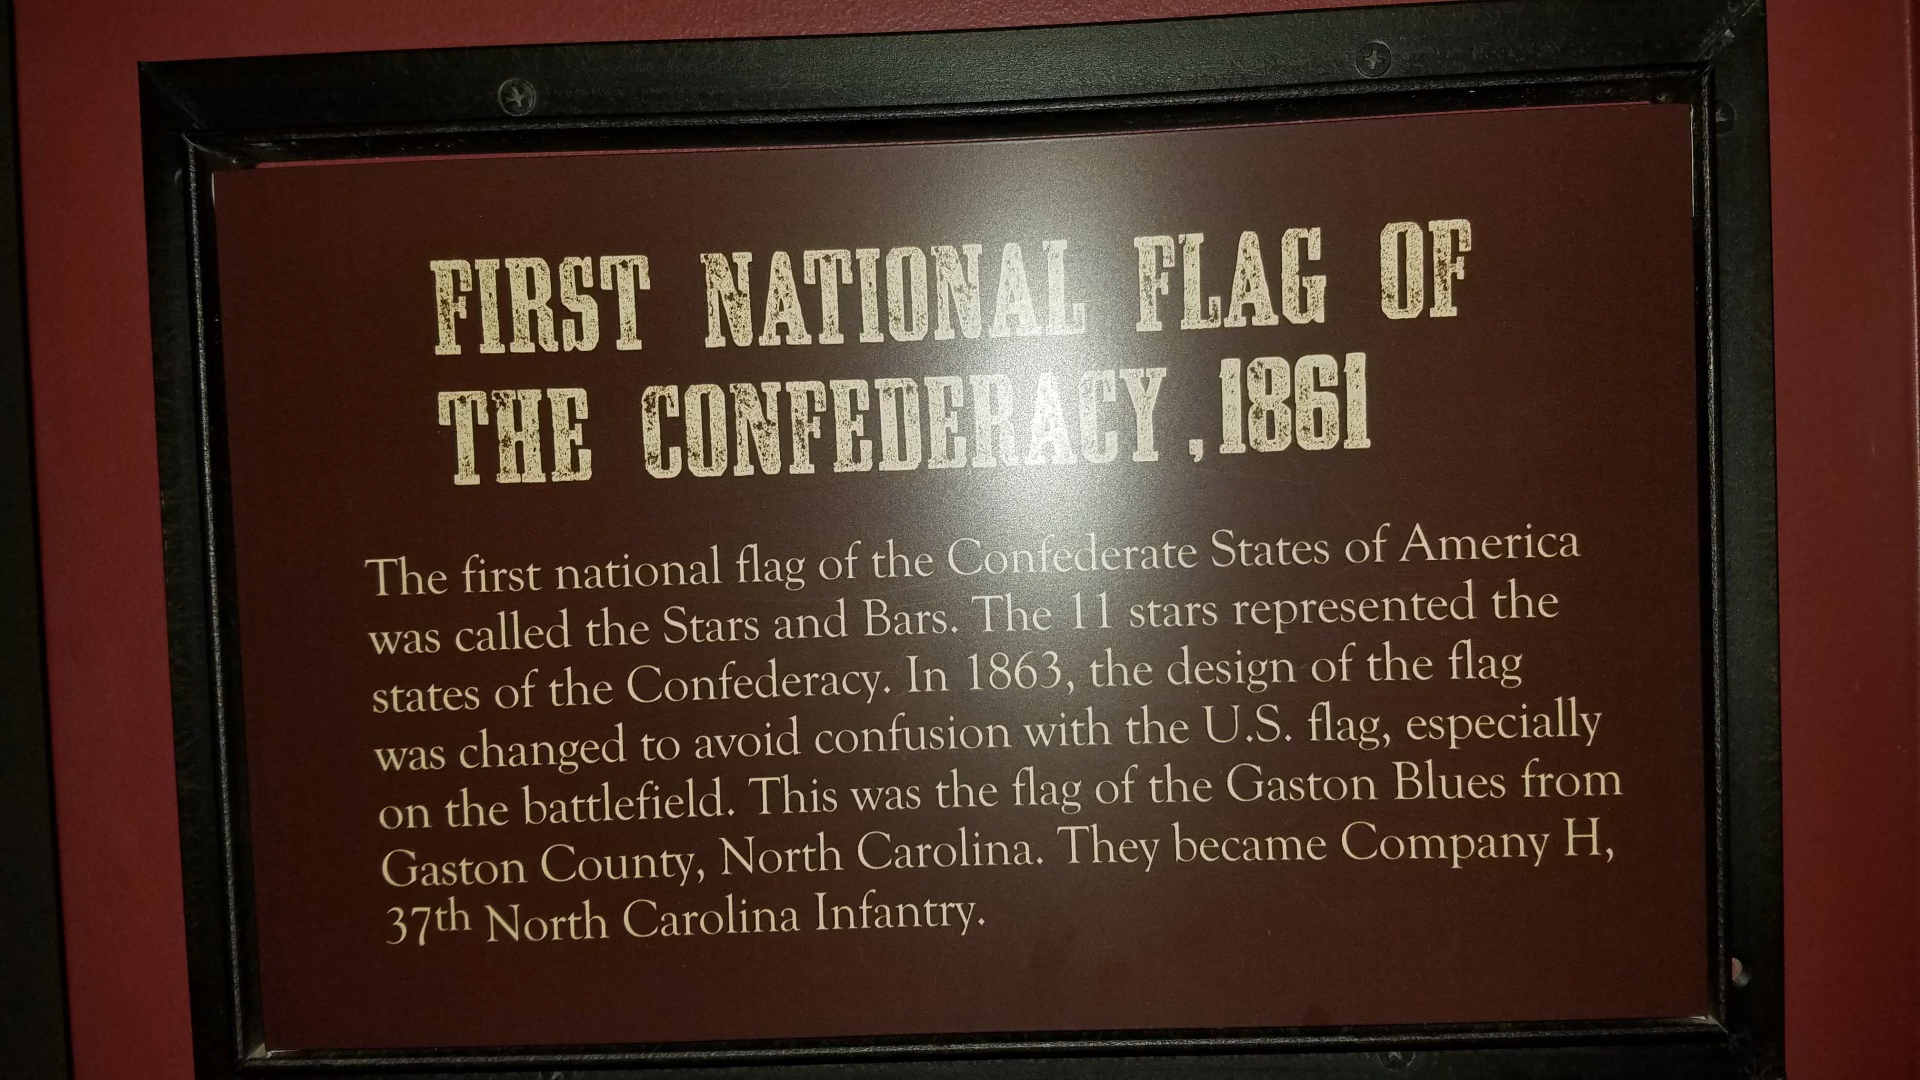 FIRST NATIONAL FLAG OF
THE CONFEDERACY, 1861
The first national flag of the Confederate States of America
was called the Stars and Bars. The 11 stars represented the
states of the Confederacy. In 1863, the design of the flag
was changed to avoid confusion with the U.S. flag, especially
on the battlefield. This was the flag of the Gaston Blues from
Gaston County, North Carolina. They became Company H,
37th North Carolina Infantry.